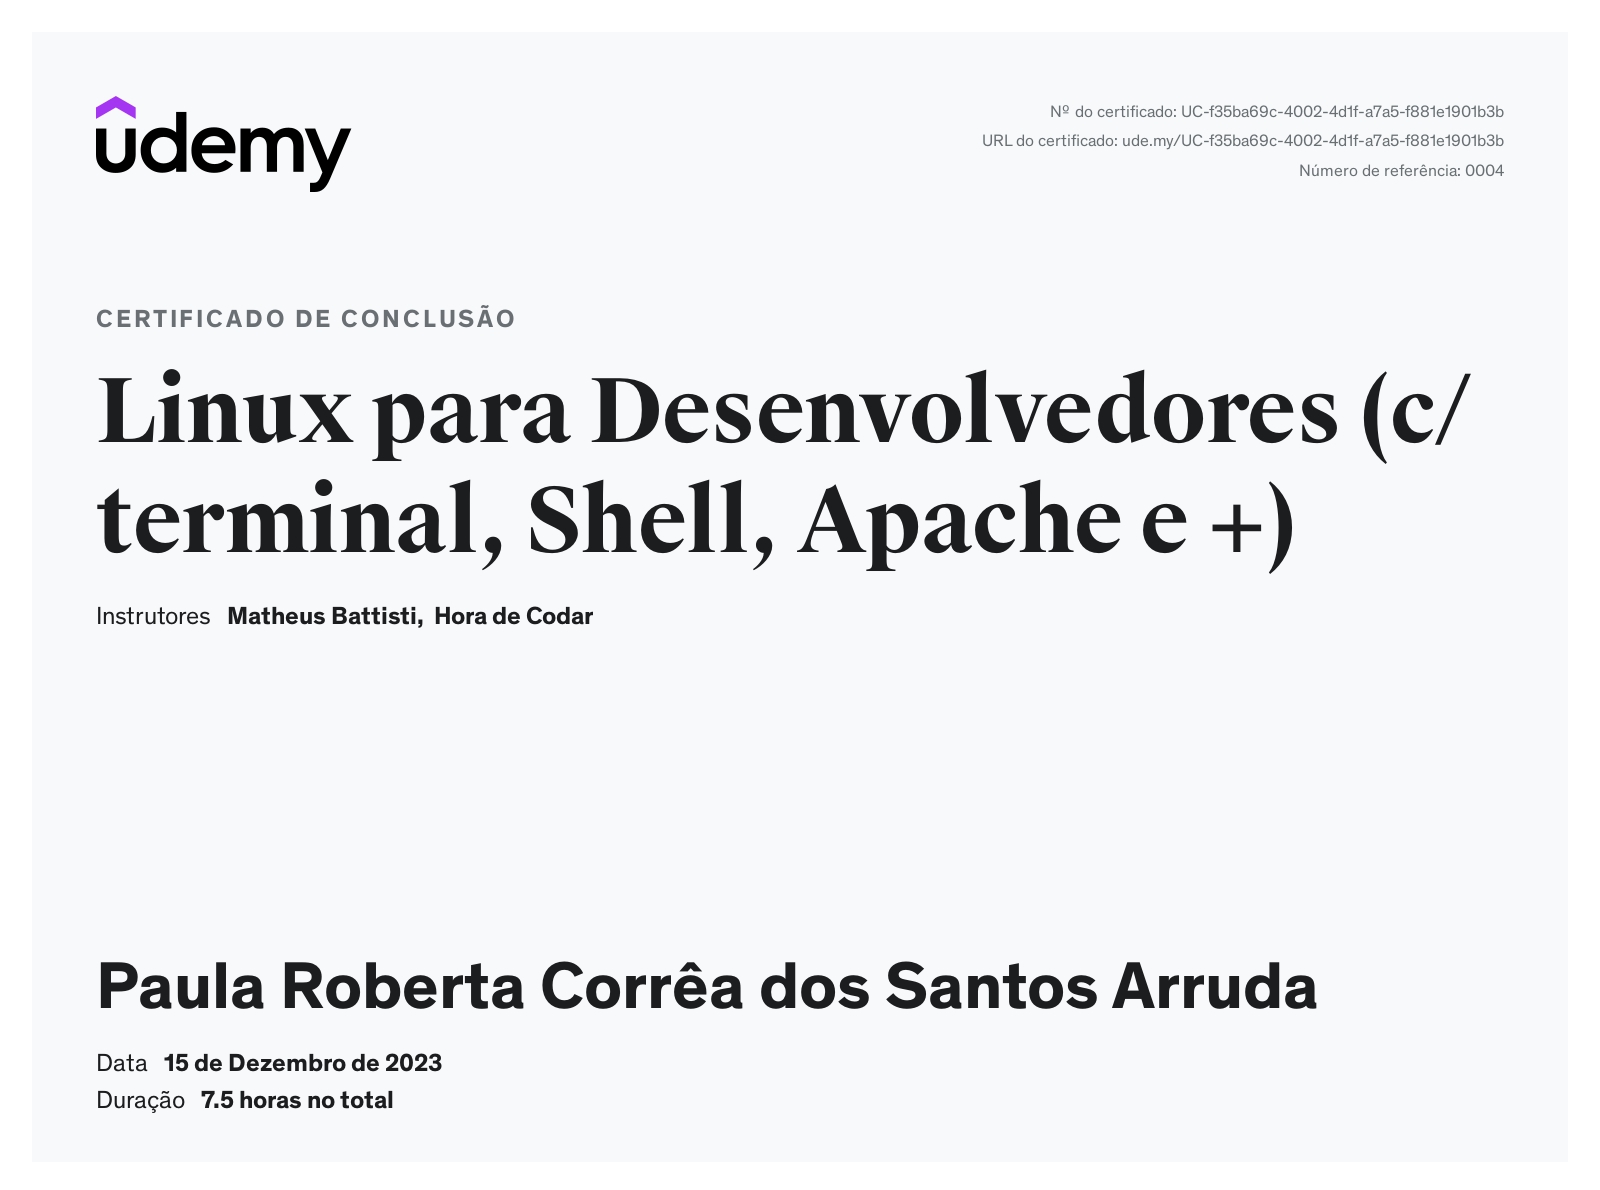 udemy
Nº do certificado: UC-f35ba69c-4002-4d1f-a7a5-f881e1901b3b
URL do certificado: ude.my/UC-f35ba69c-4002-4d1f-a7a5-f881e1901b3b
Número de referência: 0004
CERTIFICADO DE CONCLUSÃO
Linux para Desenvolvedores (c/
terminal, Shell, Apache e +)
Instrutores Matheus Battisti, Hora de Codar
Paula Roberta Corrêa dos Santos Arruda
Data 15 de Dezembro de 2023
Duração 7.5 horas no total